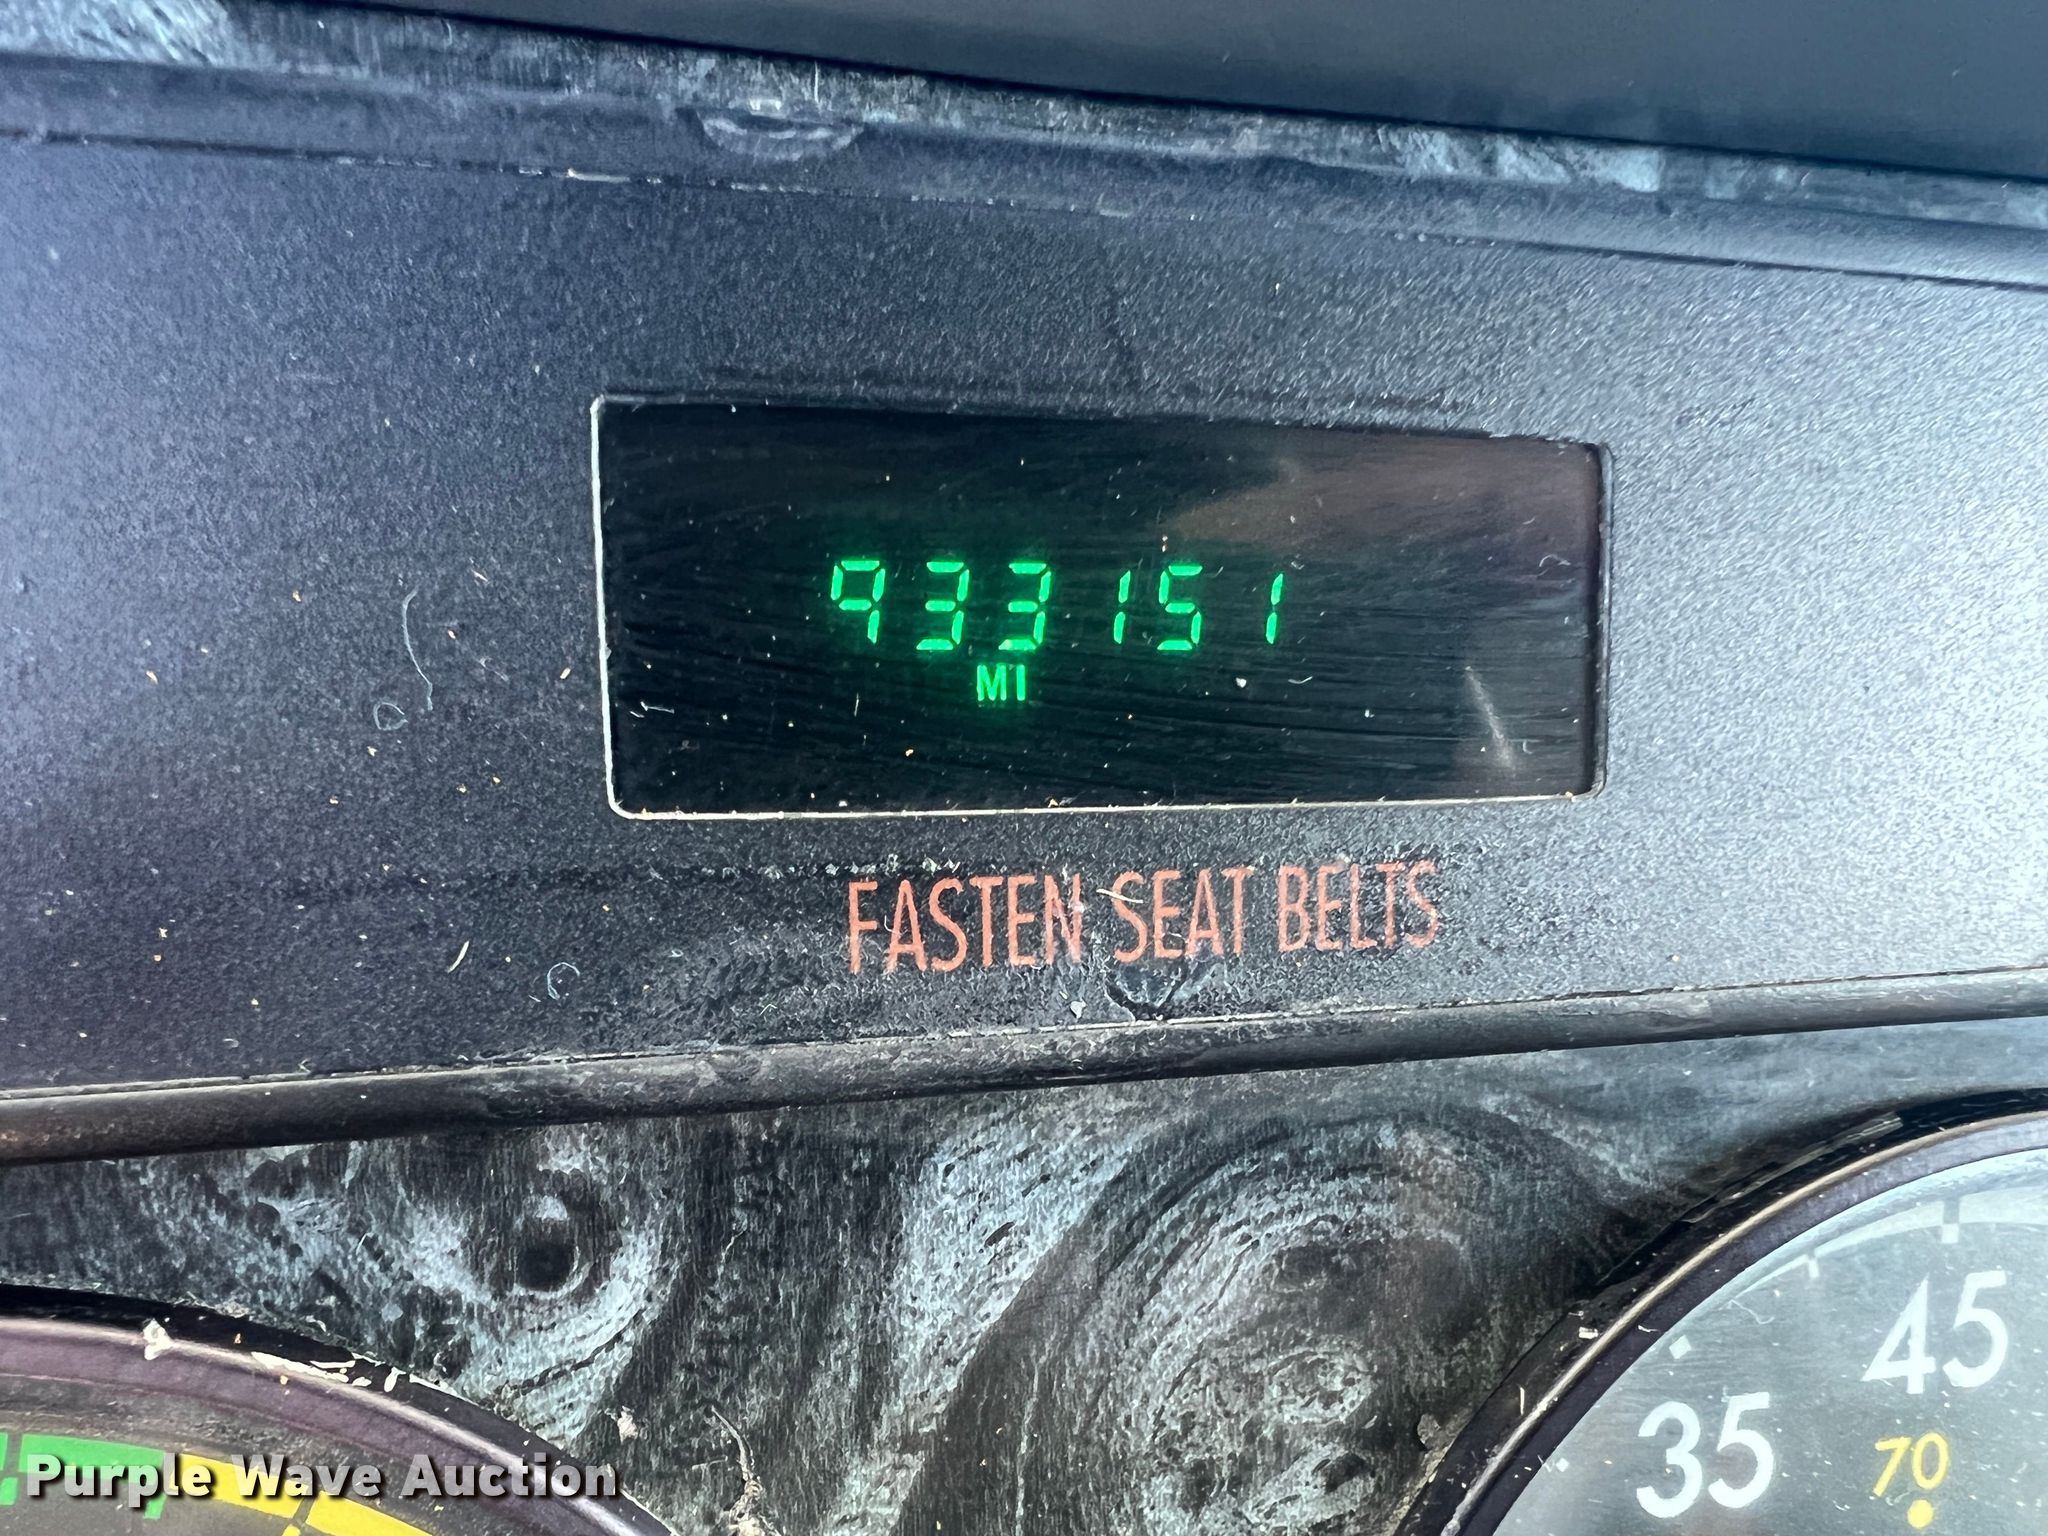 933151
MI
FASTEN SEAT BELTS
45
35
70
Purple Wave Auction